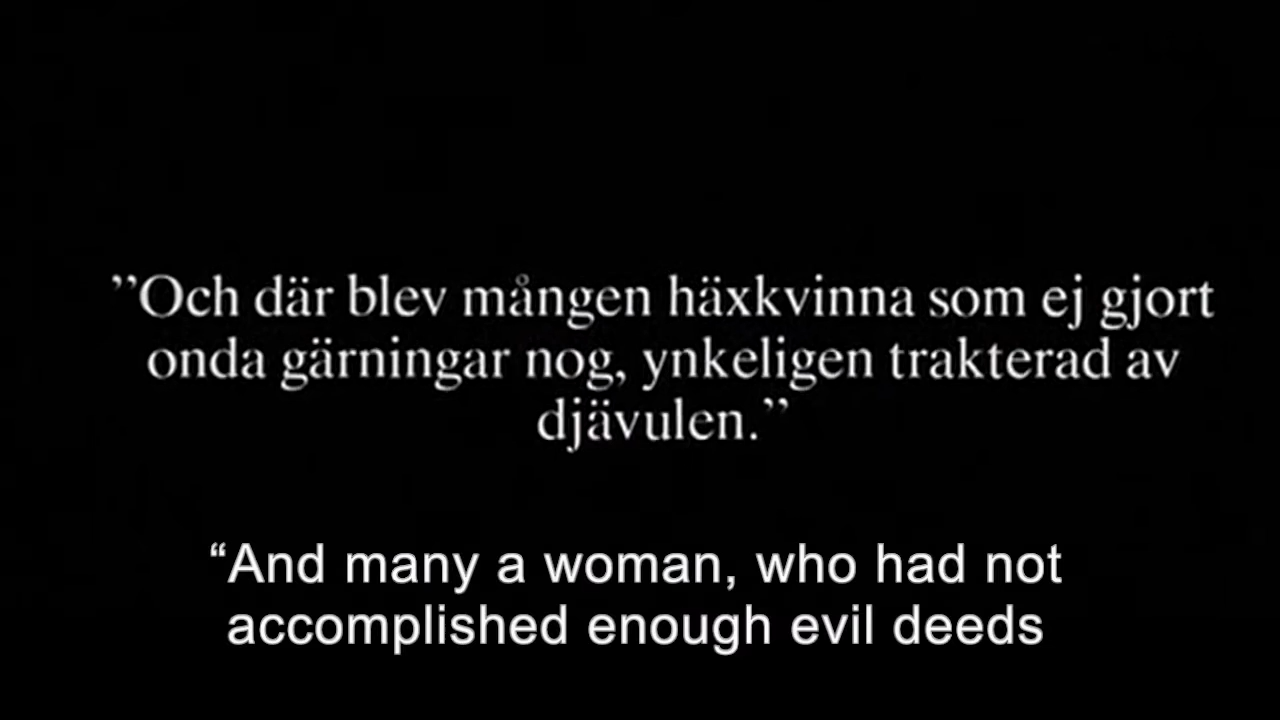 ”Och där blev mången häxkvinna som ej gjort
onda gärningar nog, ynkeligen trakterad av
djävulen.”
“And many a woman, who had not
accomplished enough evil deeds